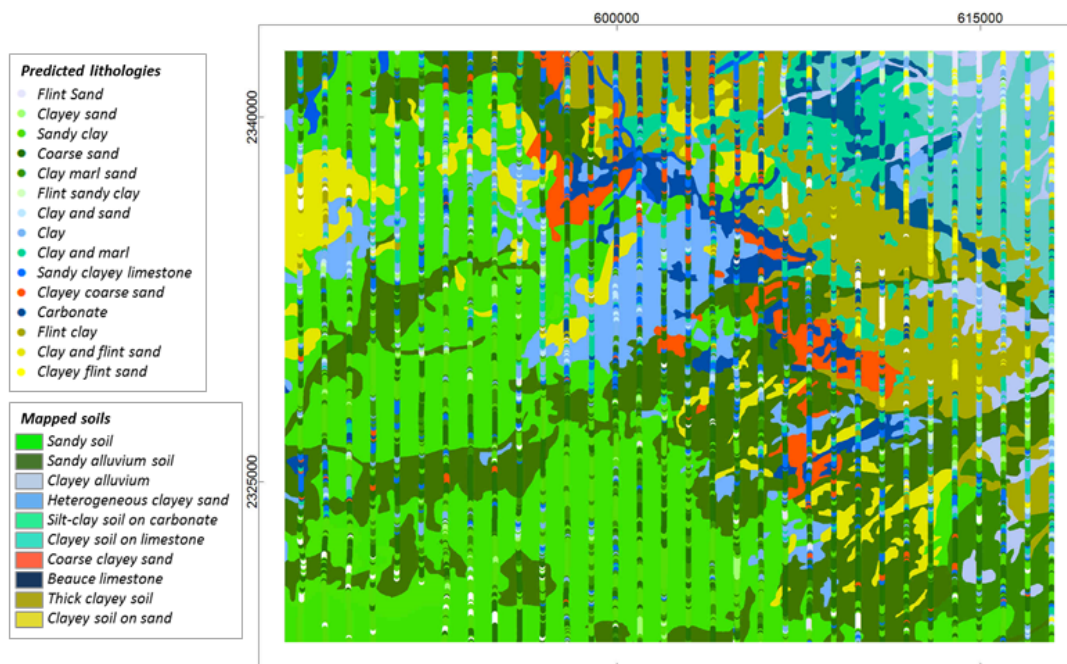 600000
615000
2340000
2325000
Predicted lithologies
Flint Sand
Clayey sand
Sandy clay
Coarse sand
Clay marl sand
Flint sandy clay
Clay and sand
Clay
Clay and marl
Sandy clayey limestone
Clayey coarse sand
Carbonate
Flint clay
Clay and flint sand
Clayey flint sand
Mapped soils
Sandy soil
Sandy alluvium soil
Clayey alluvium
Heterogeneous clayey sand
Silt-clay soil on carbonate
Clayey soil on limestone
Coarse clayey sand
Beauce limestone
Thick clayey soil
Clayey soil on sand